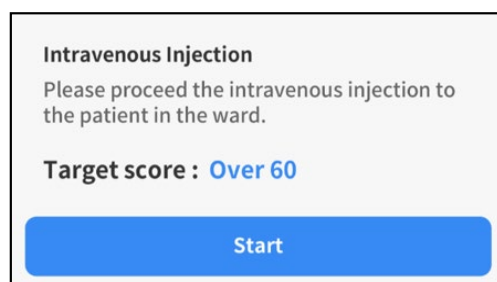 Intravenous Injection
Please proceed the intravenous injection to
the patient in the ward.
Target score : Over 60
Start